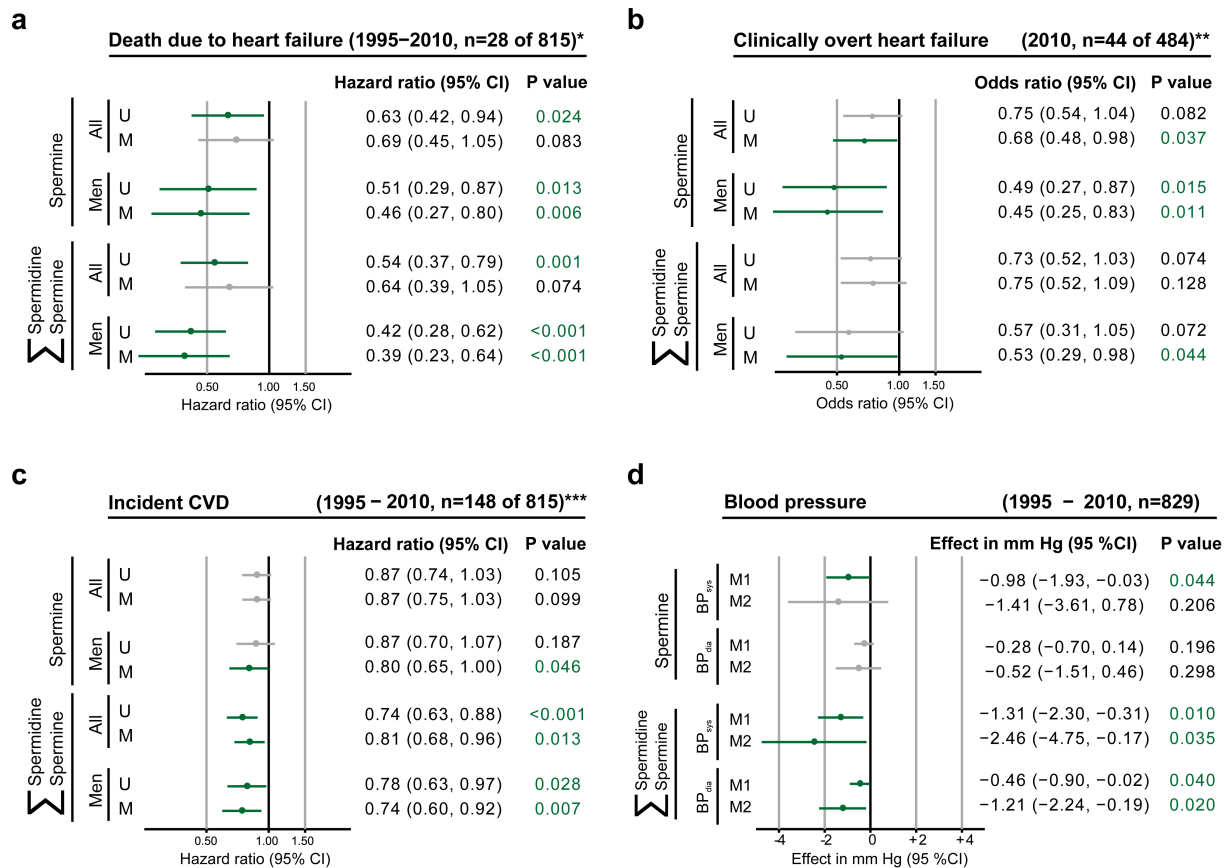 a
Death due to heart failure (1995−2010, n=28 of 815)*
Hazard ratio (95% CI) P value
Spermine
All
U 0.63 (0.42, 0.94) 0.024
M 0.69 (0.45, 1.05) 0.083
Men
U 0.51 (0.29, 0.87) 0.013
M 0.46 (0.27, 0.80) 0.006
∑ Spermidine
Spermine
All
U 0.54 (0.37, 0.79) 0.001
M 0.64 (0.39, 1.05) 0.074
Men
U 0.42 (0.28, 0.62) <0.001
M 0.39 (0.23, 0.64) <0.001
0.50 1.00 1.50
Hazard ratio (95% CI)
b
Clinically overt heart failure (2010, n=44 of 484)**
Odds ratio (95% CI) P value
Spermine
All
U 0.75 (0.54, 1.04) 0.082
M 0.68 (0.48, 0.98) 0.037
Men
U 0.49 (0.27, 0.87) 0.015
M 0.45 (0.25, 0.83) 0.011
∑ Spermidine
Spermine
All
U 0.73 (0.52, 1.03) 0.074
M 0.75 (0.52, 1.09) 0.128
Men
U 0.57 (0.31, 1.05) 0.072
M 0.53 (0.29, 0.98) 0.044
0.50 1.00 1.50
Odds ratio (95% CI)
c
Incident CVD (1995 − 2010, n=148 of 815)***
Hazard ratio (95% CI) P value
Spermine
All
U 0.87 (0.74, 1.03) 0.105
M 0.87 (0.75, 1.03) 0.099
Men
U 0.87 (0.70, 1.07) 0.187
M 0.80 (0.65, 1.00) 0.046
∑ Spermidine
Spermine
All
U 0.74 (0.63, 0.88) <0.001
M 0.81 (0.68, 0.96) 0.013
Men
U 0.78 (0.63, 0.97) 0.028
M 0.74 (0.60, 0.92) 0.007
0.50 1.00 1.50
Hazard ratio (95% CI)
d
Blood pressure (1995 − 2010, n=829)
Effect in mm Hg (95 %CI) P value
Spermine
BPsys
M1 −0.98 (−1.93, −0.03) 0.044
M2 −1.41 (−3.61, 0.78) 0.206
BPdia
M1 −0.28 (−0.70, 0.14) 0.196
M2 −0.52 (−1.51, 0.46) 0.298
∑ Spermidine
Spermine
BPsys
M1 −1.31 (−2.30, −0.31) 0.010
M2 −2.46 (−4.75, −0.17) 0.035
BPdia
M1 −0.46 (−0.90, −0.02) 0.040
M2 −1.21 (−2.24, −0.19) 0.020
-4 -2 0 +2 +4
Effect in mm Hg (95 %CI)